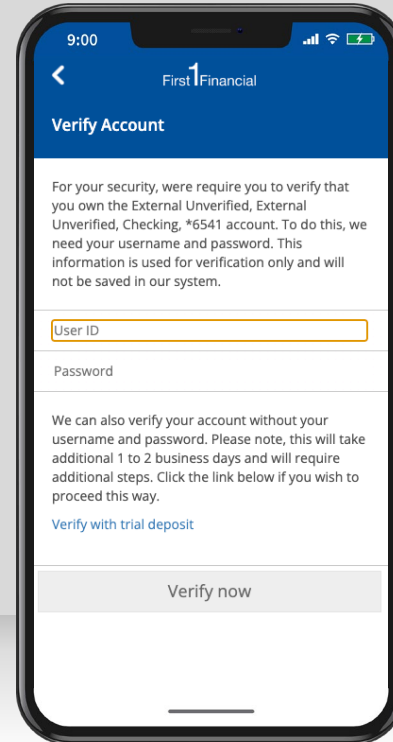 9:00
First 1 Financial
Verify Account
For your security, were require you to verify that
you own the External Unverified, External
Unverified, Checking, *6541 account. To do this, we
need your username and password. This
information is used for verification only and will
not be saved in our system.
User ID
Password
We can also verify your account without your
username and password. Please note, this will take
additional 1 to 2 business days and will require
additional steps. Click the link below if you wish to
proceed this way.
Verify with trial deposit
Verify now